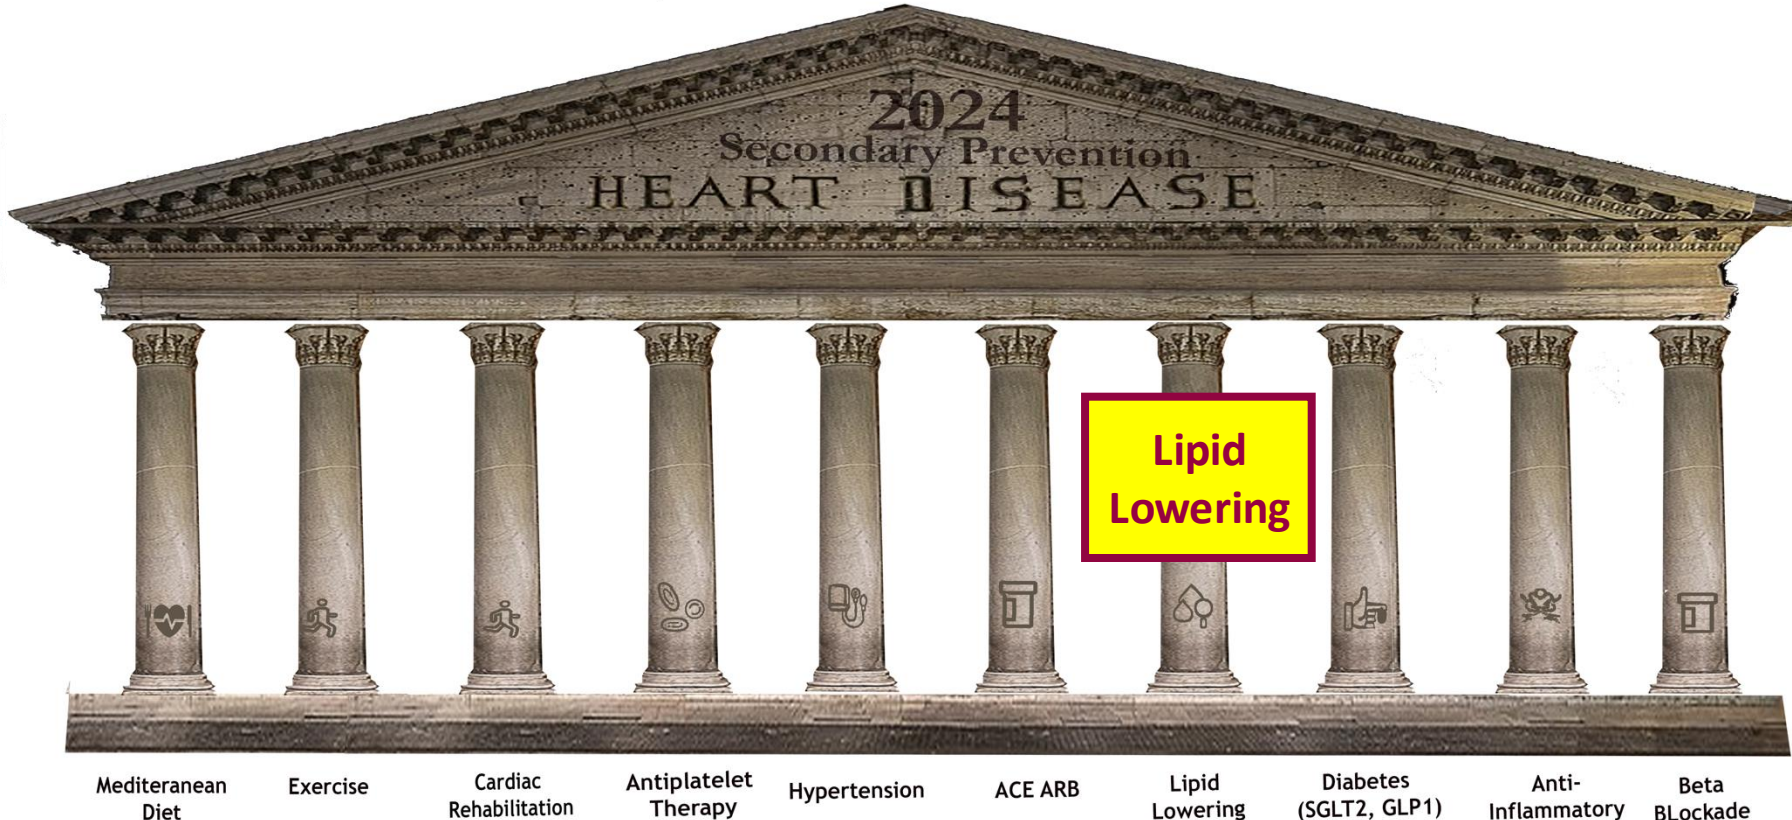 2024
Secondary Prevention
HEART DISEASE
Lipid
Lowering
Mediteranean
Diet
Exercise
Cardiac
Rehabilitation
Antiplatelet
Therapy
Hypertension
ACE ARB
Lipid
Lowering
Diabetes
(SGLT2, GLP1)
Anti-
Inflammatory
Beta
BLockade